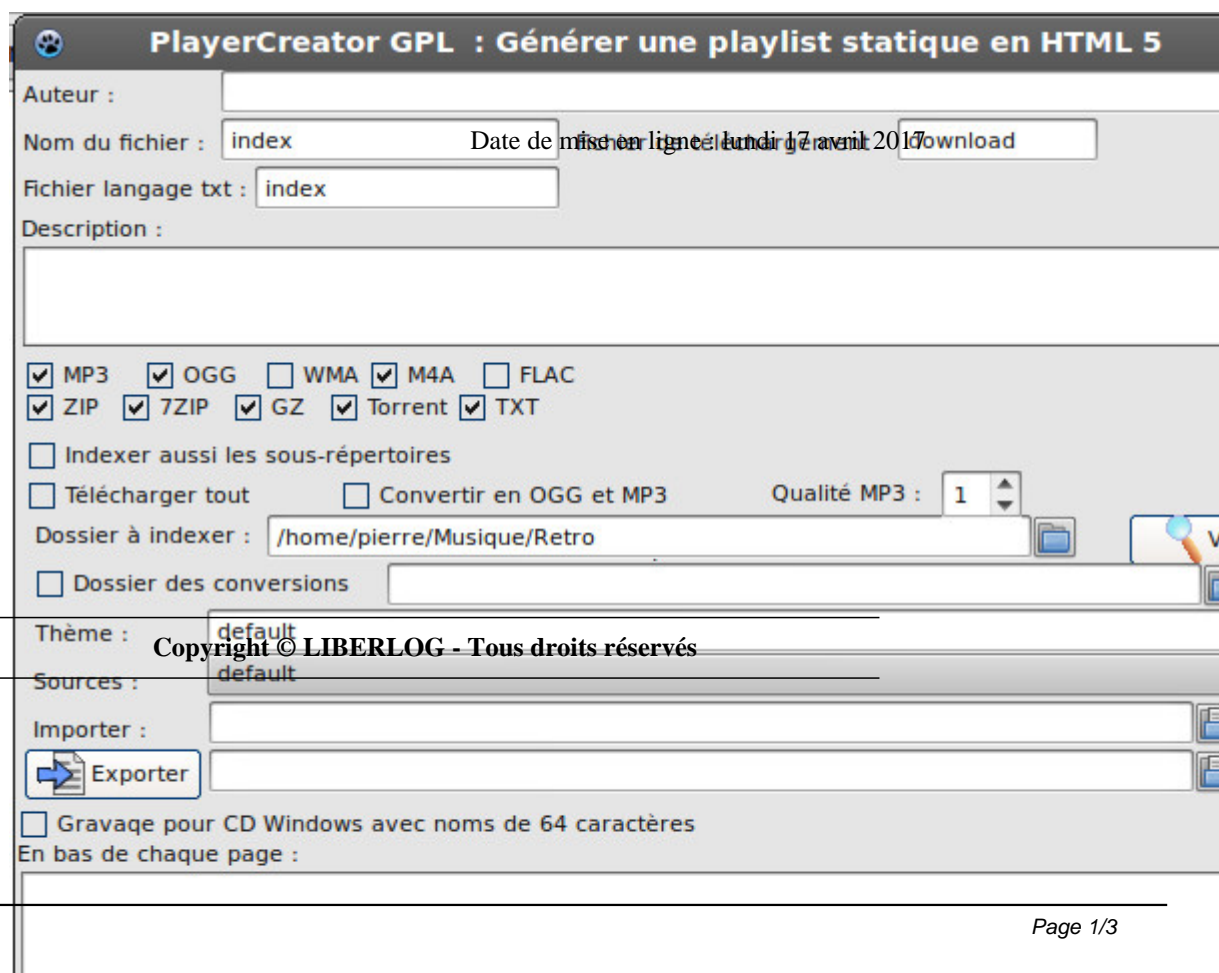 PlayerCreator GPL : Générer une playlist statique en HTML 5
Auteur :
Nom du fichier : index
Date de mise en ligne : lundi 17 avril 2017
Fichier de téléchargement download
Fichier langage txt : index
Description :
MP3 OGG WMA M4A FLAC
ZIP 7ZIP GZ Torrent TXT
Indexer aussi les sous-répertoires
Télécharger tout Convertir en OGG et MP3 Qualité MP3 : 1
Dossier à indexer : /home/pierre/Musique/Retro V
Dossier des conversions
Thème : default
Copyright © LIBERLOG - Tous droits réservés
Sources : default
Importer :
Exporter
Gravage pour CD Windows avec noms de 64 caractères
En bas de chaque page :
Page 1/3